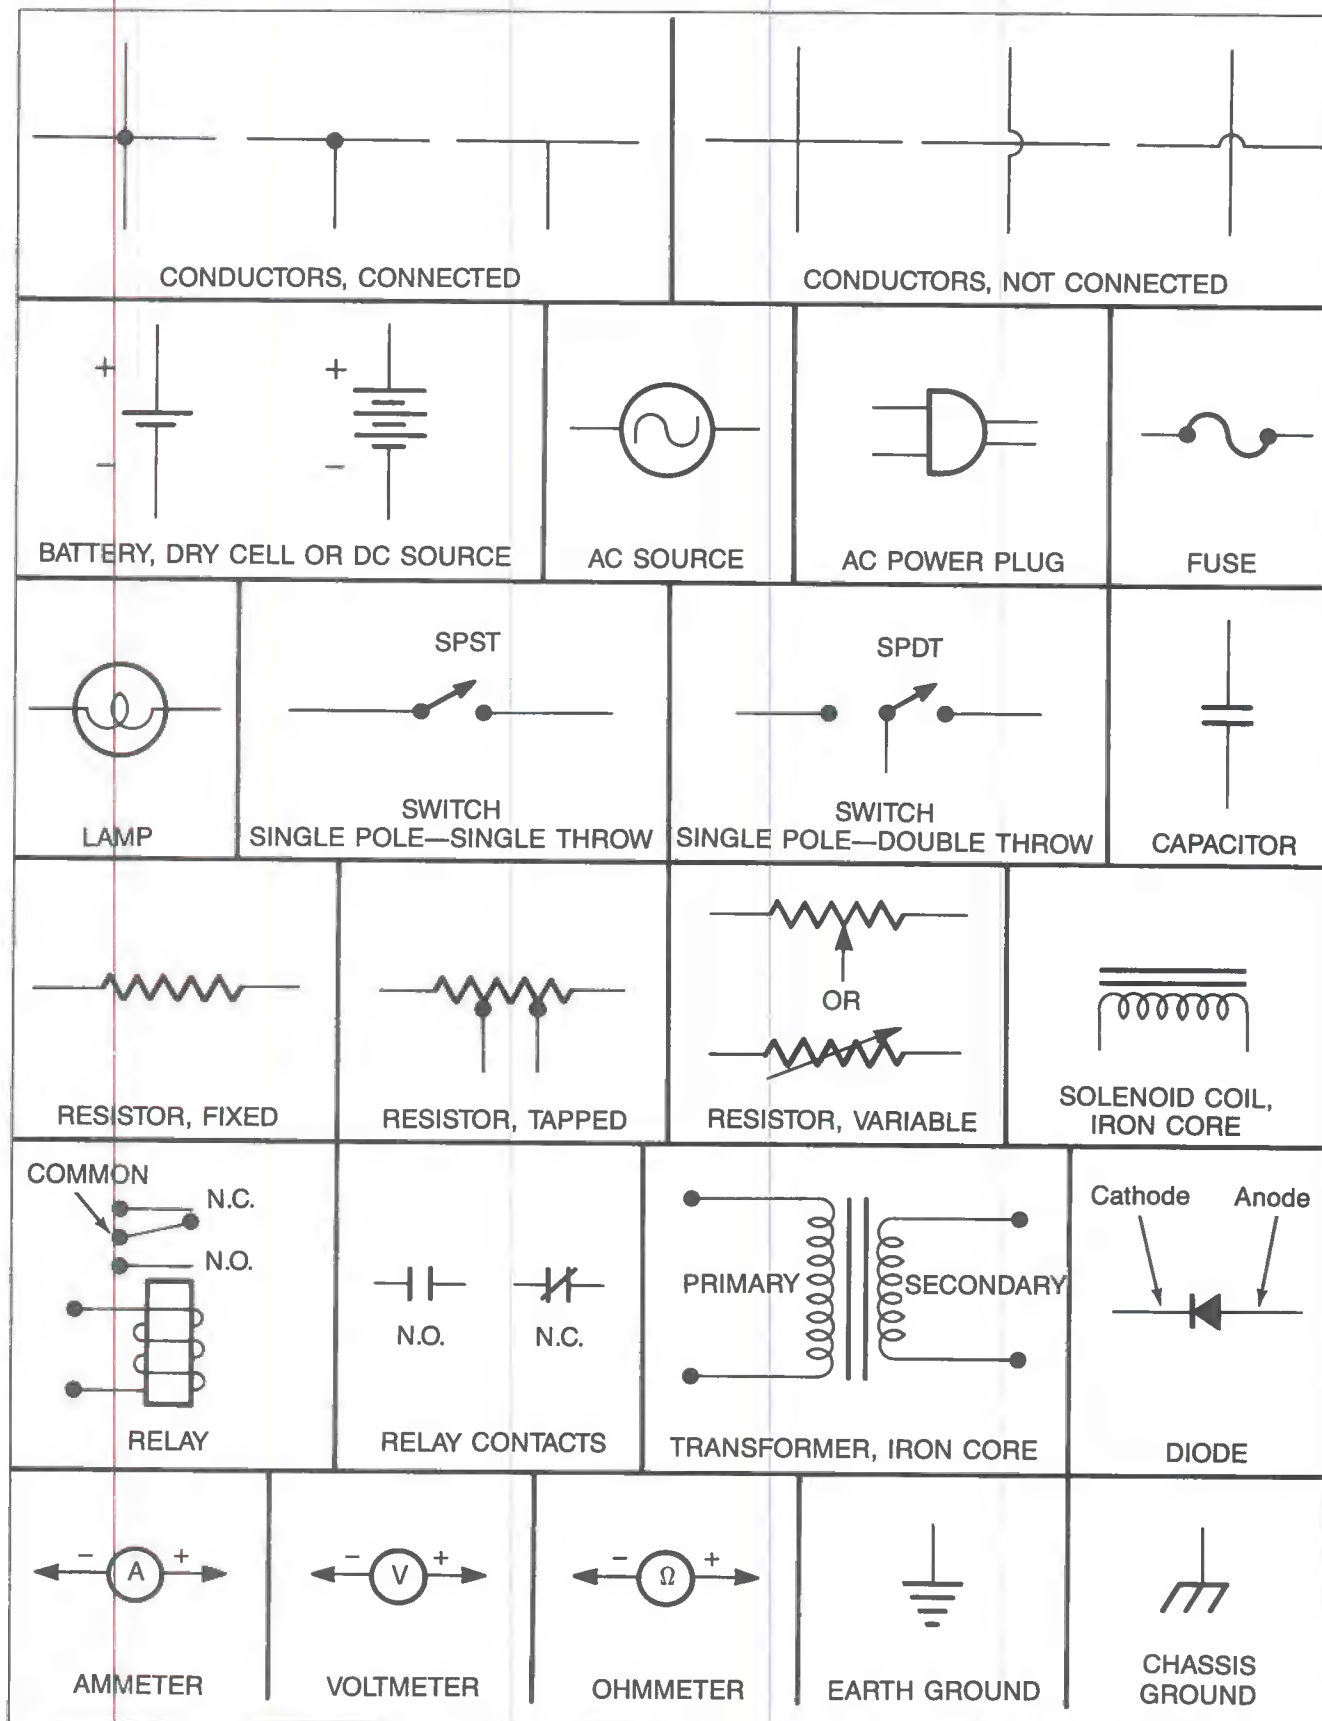 CONDUCTORS, CONNECTED
CONDUCTORS, NOT CONNECTED
+
−
+
−
BATTERY, DRY CELL OR DC SOURCE
AC SOURCE
AC POWER PLUG
FUSE
LAMP
SPST
SWITCH
SINGLE POLE—SINGLE THROW
SPDT
SWITCH
SINGLE POLE—DOUBLE THROW
CAPACITOR
RESISTOR, FIXED
RESISTOR, TAPPED
OR
RESISTOR, VARIABLE
SOLENOID COIL,
IRON CORE
COMMON
N.C.
N.O.
RELAY
N.O.
N.C.
RELAY CONTACTS
PRIMARY
SECONDARY
TRANSFORMER, IRON CORE
Cathode
Anode
DIODE
− A +
AMMETER
− V +
VOLTMETER
− Ω +
OHMMETER
EARTH GROUND
CHASSIS
GROUND